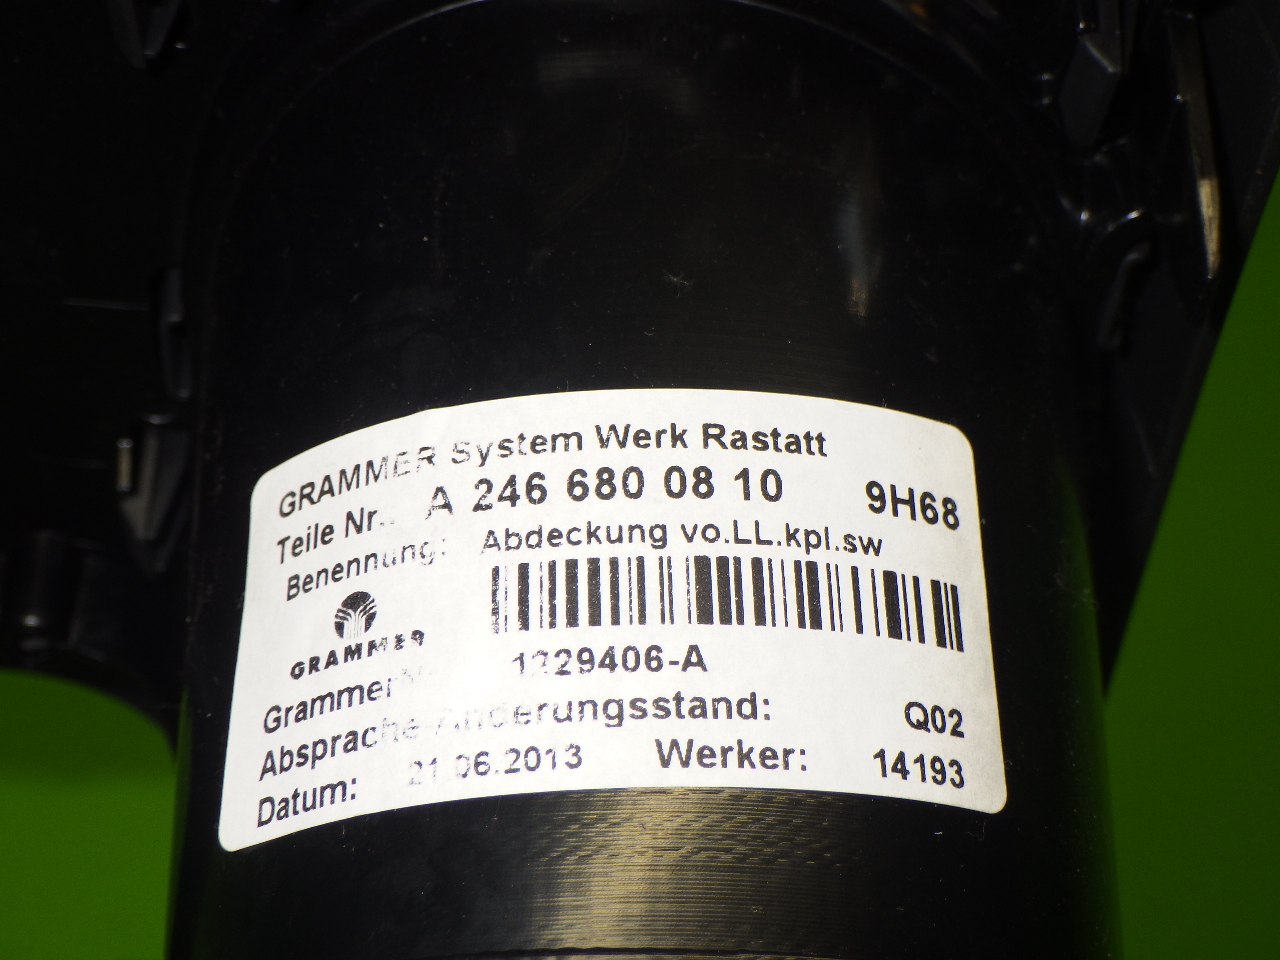 GRAMMER System Werk Rastatt
Teile Nr.: A 246 680 08 10 9H68
Benennung: Abdeckung vo.LL.kpl.sw
GRAMMER
1229406-A
Absprache-Änderungsstand: Q02
Datum: 21.06.2013 Werker: 14193